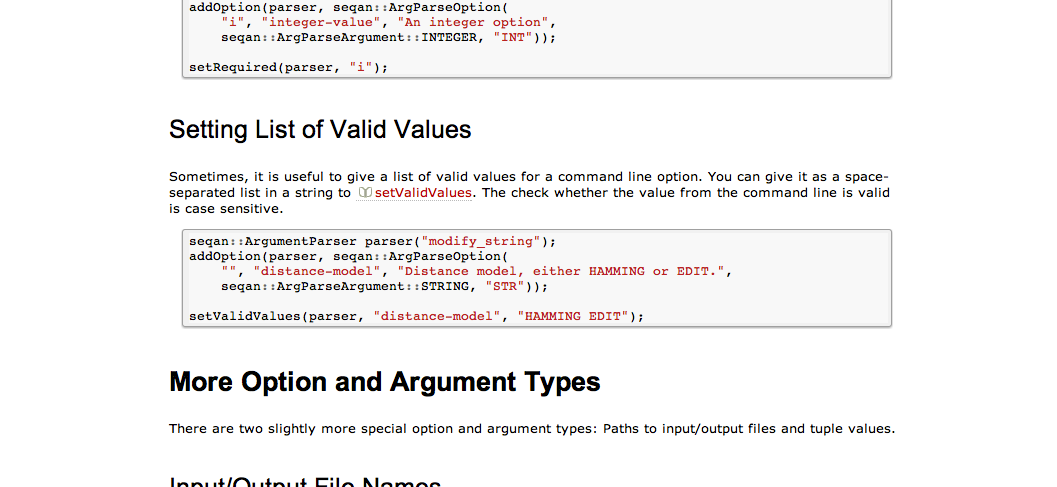 addOption(parser, seqan::ArgParseOption(
"i", "integer-value", "An integer option",
seqan::ArgParseArgument::INTEGER, "INT"));
setRequired(parser, "i");
Setting List of Valid Values
Sometimes, it is useful to give a list of valid values for a command line option. You can give it as a space-
separated list in a string to setValidValues. The check whether the value from the command line is valid
is case sensitive.
seqan::ArgumentParser parser("modify_string");
addOption(parser, seqan::ArgParseOption(
"", "distance-model", "Distance model, either HAMMING or EDIT.",
seqan::ArgParseArgument::STRING, "STR"));
setValidValues(parser, "distance-model", "HAMMING EDIT");
More Option and Argument Types
There are two slightly more special option and argument types: Paths to input/output files and tuple values.
Input/Output File Names